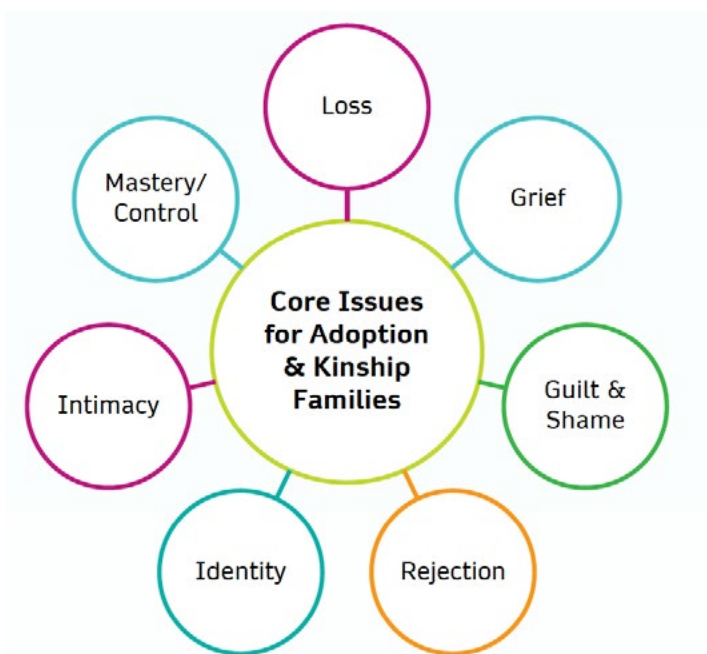 Core Issues
for Adoption
& Kinship
Families
Loss
Grief
Guilt &
Shame
Rejection
Identity
Intimacy
Mastery/
Control